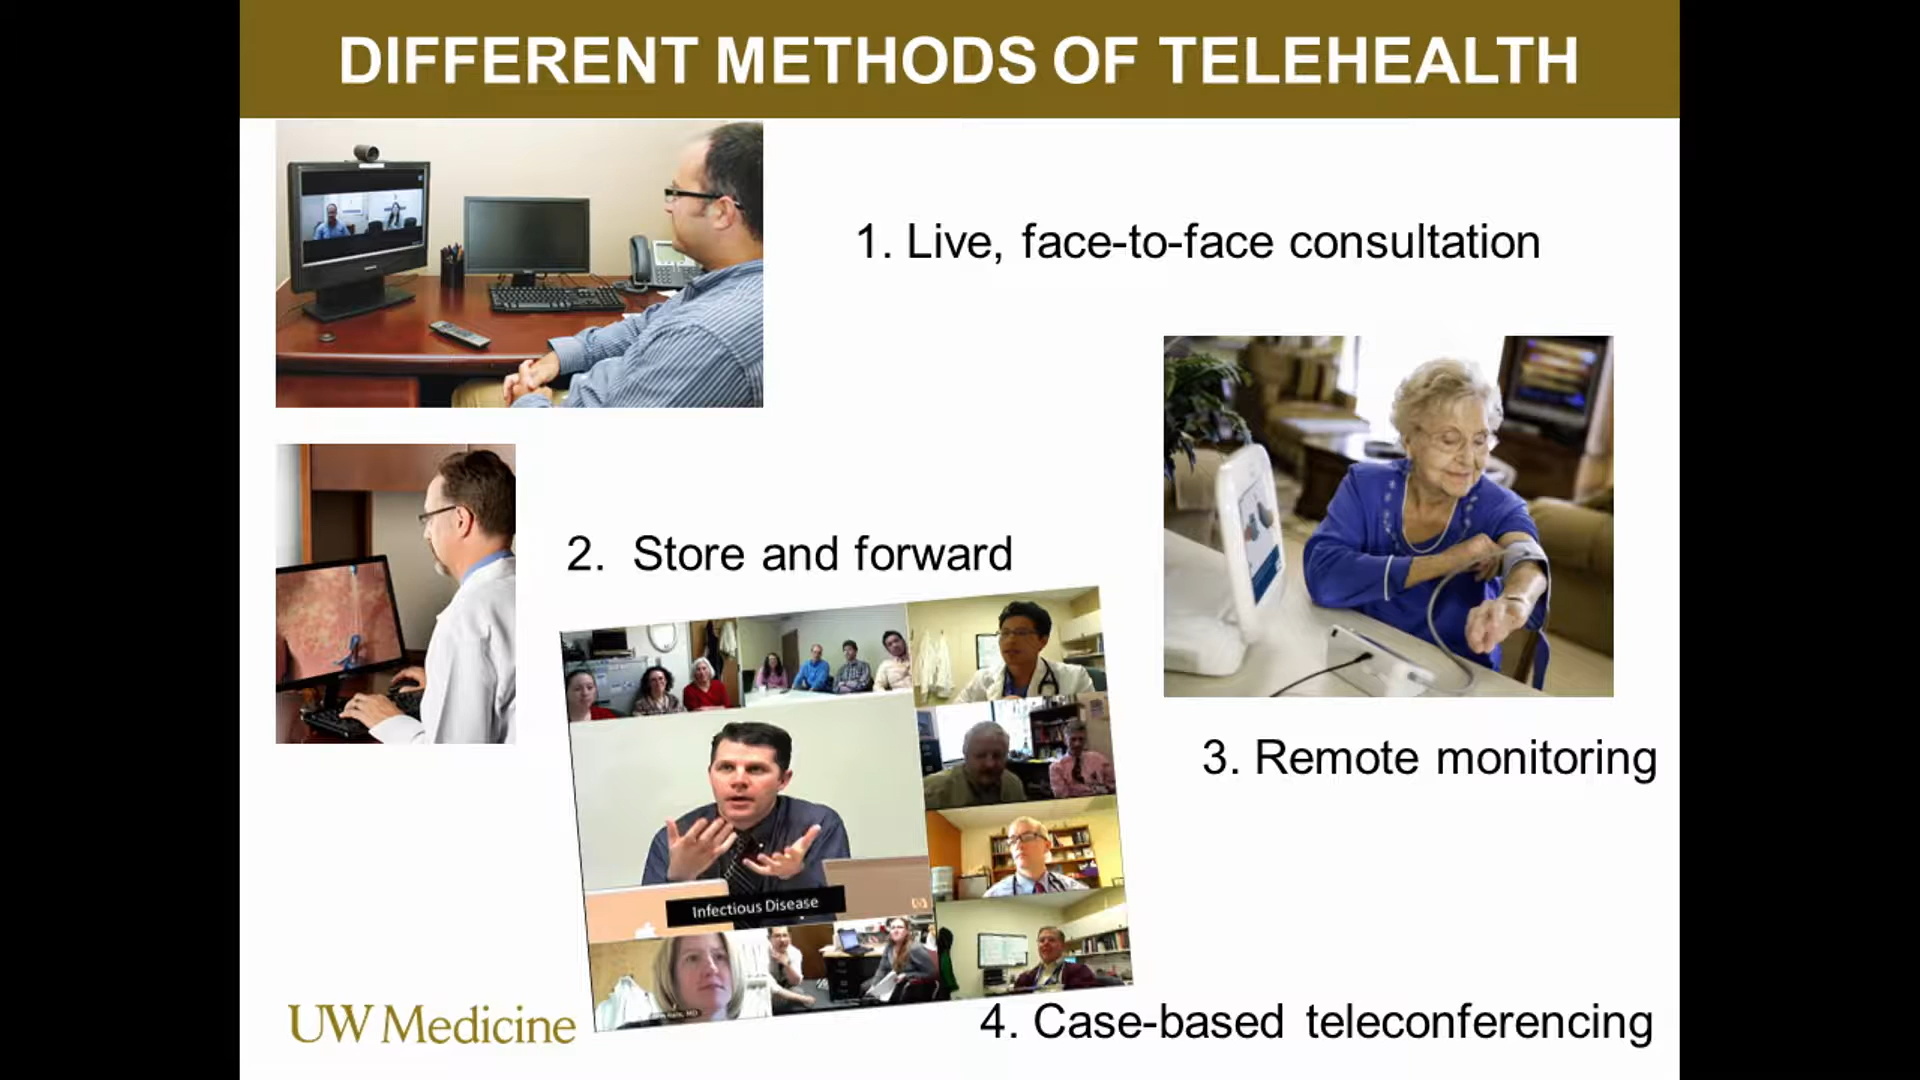 DIFFERENT METHODS OF TELEHEALTH
1. Live, face-to-face consultation
2. Store and forward
3. Remote monitoring
Infectious Disease
4. Case-based teleconferencing
UW Medicine